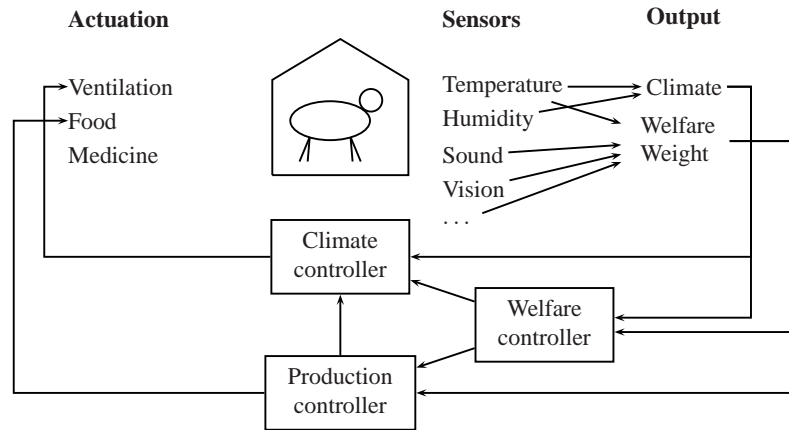 Actuation
Sensors
Output
Ventilation
Food
Medicine
Temperature
Humidity
Sound
Vision
. . .
Climate
Welfare
Weight
Climate
controller
Welfare
controller
Production
controller